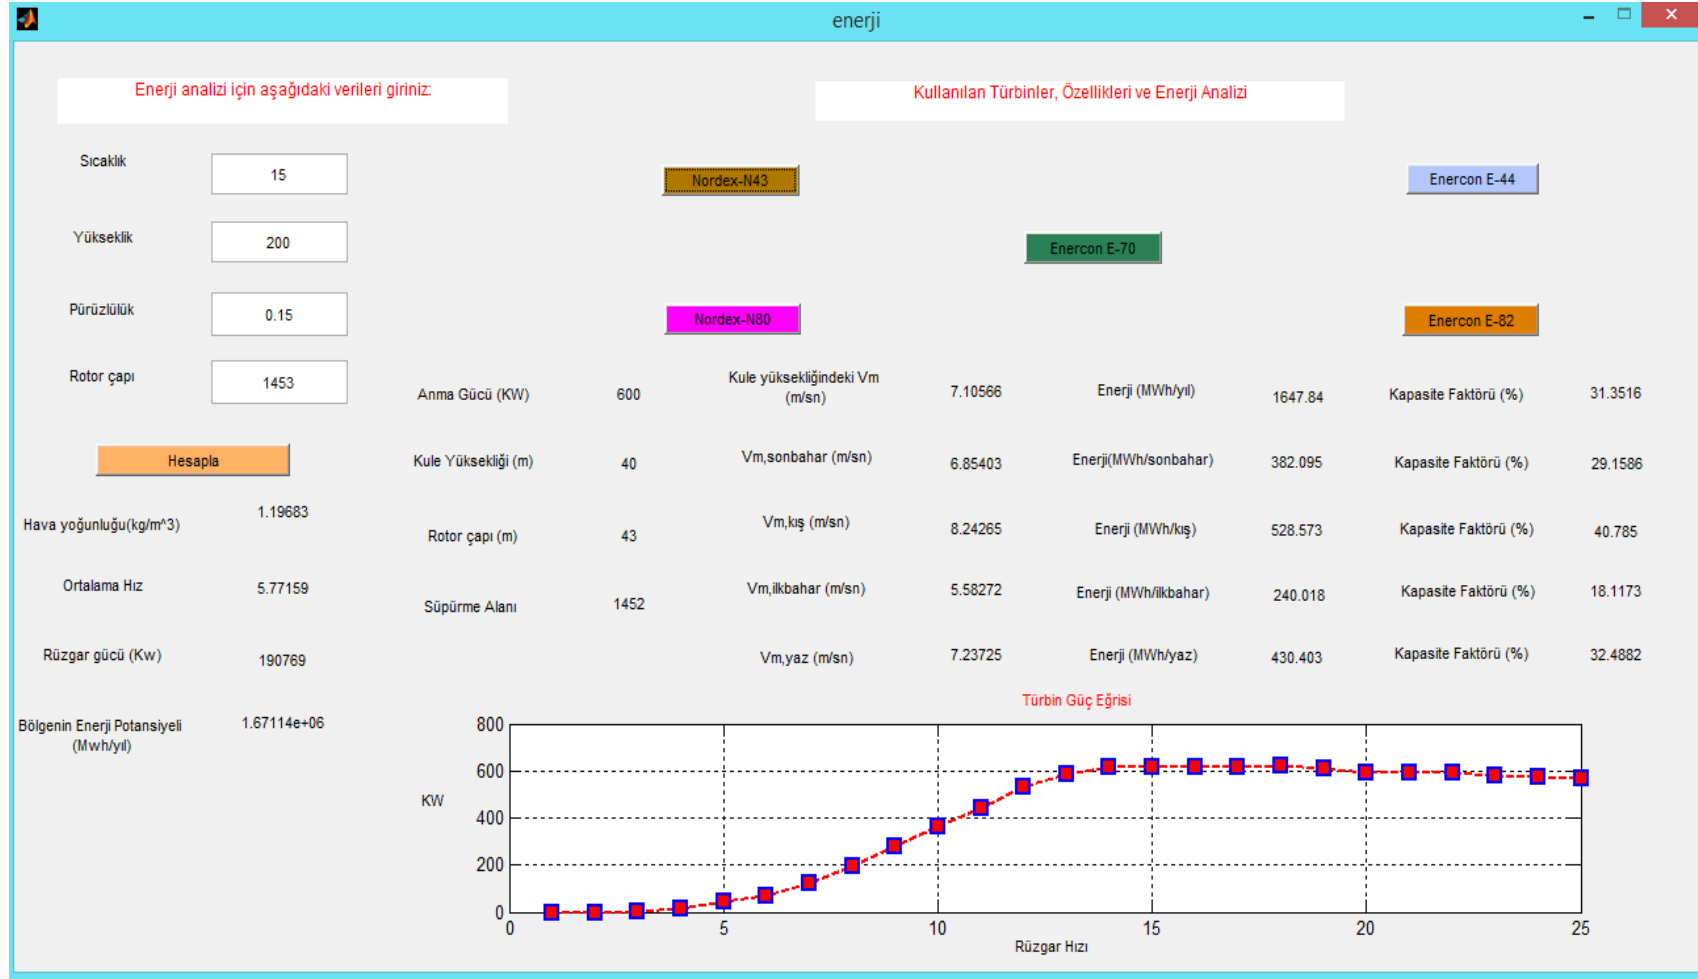 enerji
Enerji analizi için aşağıdaki verileri giriniz:
Kullanılan Türbinler, Özellikleri ve Enerji Analizi
Sıcaklık
15
Yükseklik
200
Pürüzlülük
0.15
Rotor çapı
1453
Hesapla
Hava yoğunluğu(kg/m^3)
1.19683
Ortalama Hız
5.77159
Rüzgar gücü (Kw)
190769
Bölgenin Enerji Potansiyeli
(Mwh/yıl)
1.67114e+06
Nordex-N43
Enercon E-44
Enercon E-70
Nordex-N80
Enercon E-82
Anma Gücü (KW)
600
Kule yüksekliğindeki Vm
(m/sn)
7.10566
Enerji (MWh/yıl)
1647.84
Kapasite Faktörü (%)
31.3516
Kule Yüksekliği (m)
40
Vm,sonbahar (m/sn)
6.85403
Enerji(MWh/sonbahar)
382.095
Kapasite Faktörü (%)
29.1586
Rotor çapı (m)
43
Vm,kış (m/sn)
8.24265
Enerji (MWh/kış)
528.573
Kapasite Faktörü (%)
40.785
Süpürme Alanı
1452
Vm,ilkbahar (m/sn)
5.58272
Enerji (MWh/ilkbahar)
240.018
Kapasite Faktörü (%)
18.1173
Vm,yaz (m/sn)
7.23725
Enerji (MWh/yaz)
430.403
Kapasite Faktörü (%)
32.4882
Türbin Güç Eğrisi
800
600
400
200
0
KW
0
5
10
15
20
25
Rüzgar Hızı